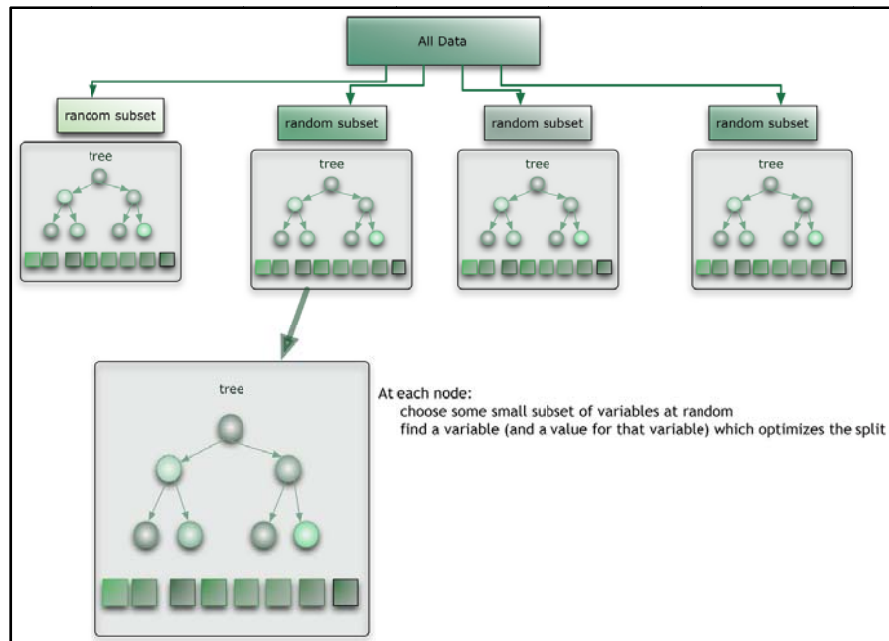 All Data
rancom subset
random subset
random subset
random subset
tree
tree
tree
tree
tree
At each node:
choose some small subset of variables at random
find a variable (and a value for that variable) which optimizes the split